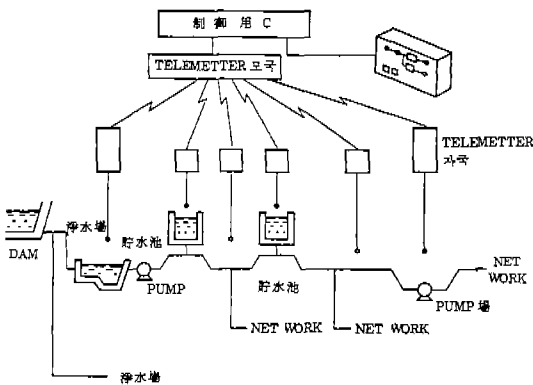 制御用 C
TELEMETTER 모국
TELEMETTER
자국
淨水場
DAM
貯水池
PUMP
貯水池
NET WORK
NET WORK
NET
WORK
PUMP 場
淨水場